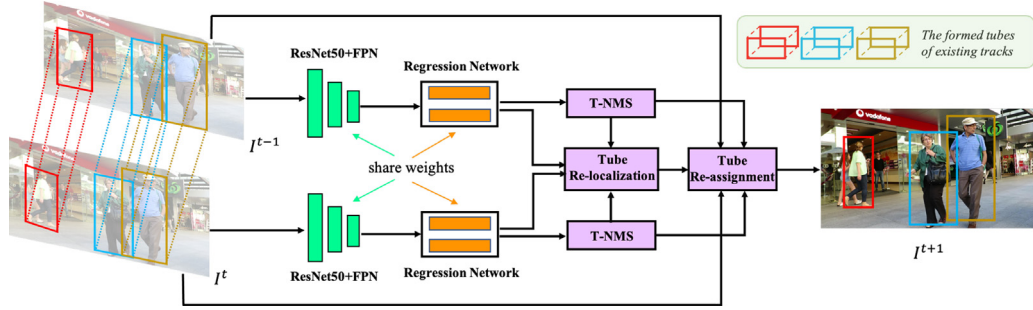 vodafone
ResNet50+FPN
Regression Network
T-NMS
The formed tubes
of existing tracks
I^{t-1}
share weights
Tube
Re-localization
Tube
Re-assignment
vodafone
ResNet50+FPN
Regression Network
T-NMS
I^{t}
I^{t+1}